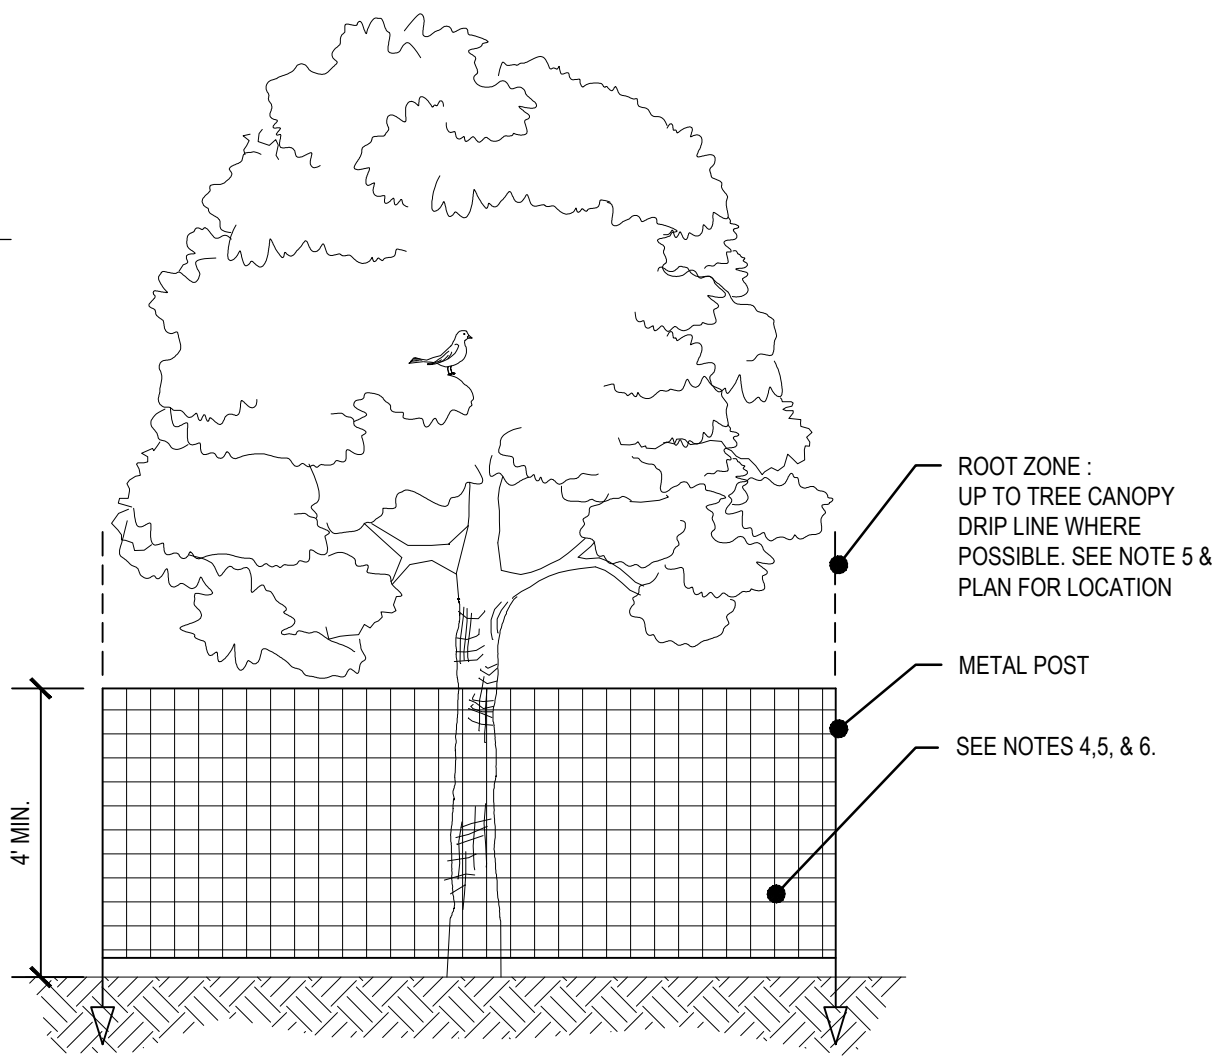 ROOT ZONE :
UP TO TREE CANOPY
DRIP LINE WHERE
POSSIBLE. SEE NOTE 5 &
PLAN FOR LOCATION
METAL POST
SEE NOTES 4,5, & 6.
4' MIN.